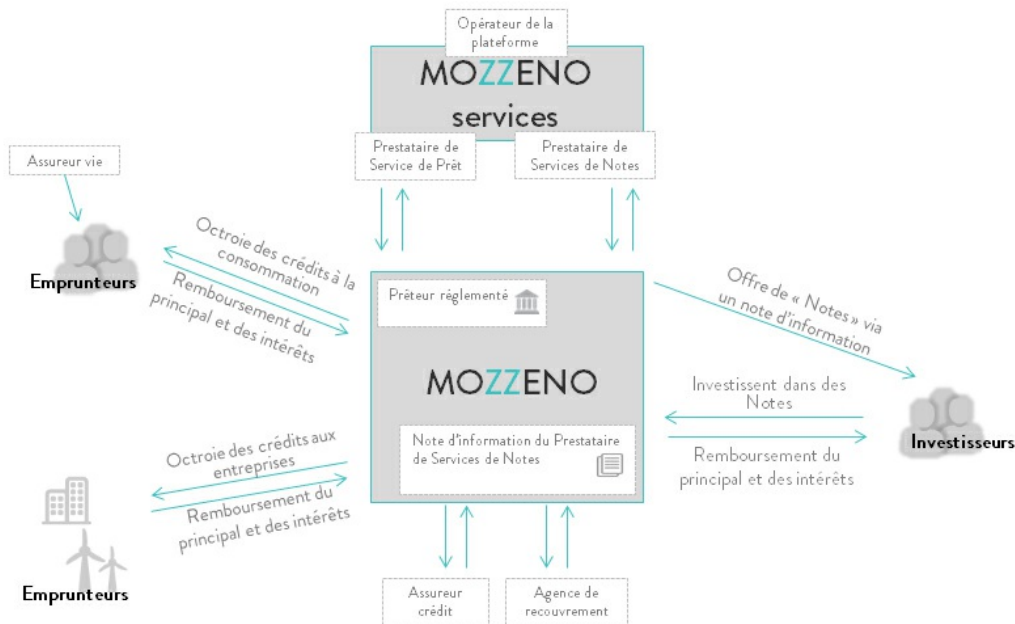 Opérateur de la
plateforme
MOZZENO
services
Prestataire de
Service de Prêt
Prestataire de
Services de Notes
Assureur vie
Emprunteurs
Octroie des crédits à la
consommation
Remboursement du
principal et des intérêts
Prêteur règlementé
MOZZENO
Note d'information du Prestataire
de Services de Notes
Offre de « Notes » via
un note d'information
Investissent dans des
Notes
Investisseurs
Remboursement du
principal et des intérêts
Octroie des crédits aux
entreprises
Remboursement du
principal et des intérêts
Emprunteurs
Assureur
crédit
Agence de
recouvrement